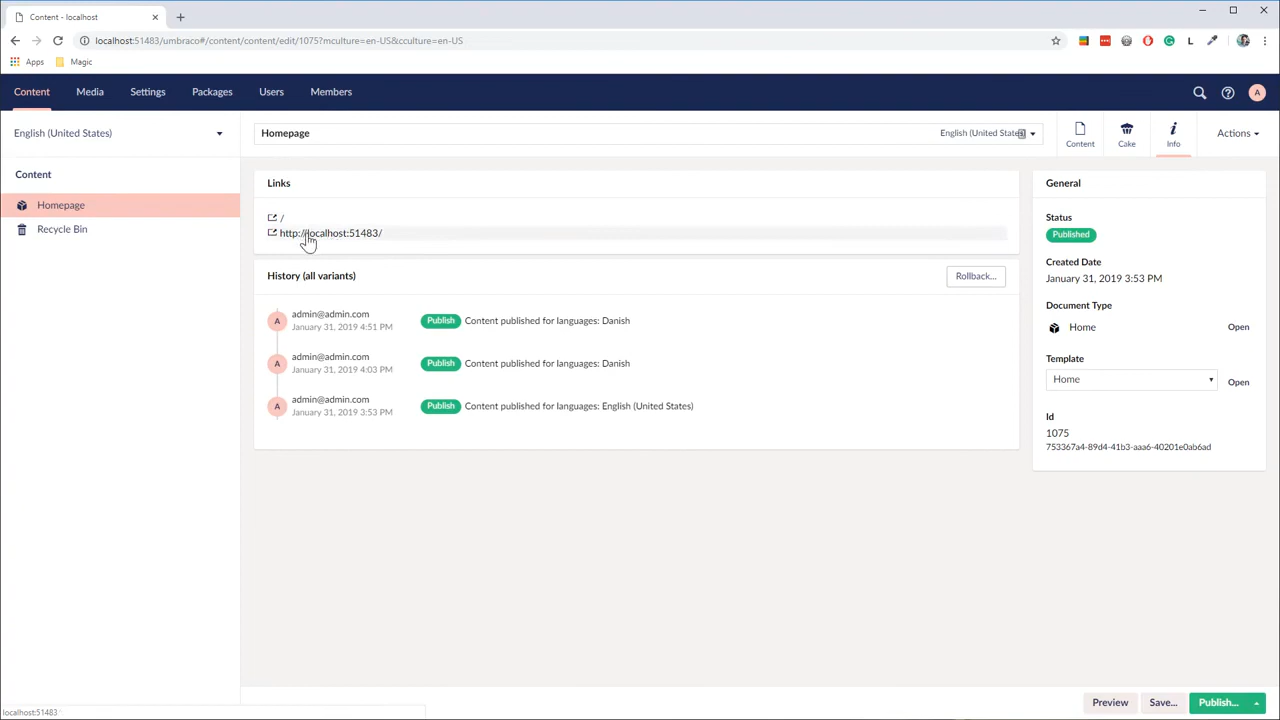 Content - localhost
localhost:51483/umbraco#/content/content/edit/1075?mculture=en-US&cculture=en-US
Apps Magic
Content Media Settings Packages Users Members A
English (United States)
Homepage
English (United States)
Content Cake Info
Actions
Content
Homepage
Recycle Bin
Links
/
http://localhost:51483/
History (all variants)
Rollback...
A admin@admin.com
January 31, 2019 4:51 PM
Publish Content published for languages: Danish
A admin@admin.com
January 31, 2019 4:03 PM
Publish Content published for languages: Danish
A admin@admin.com
January 31, 2019 3:53 PM
Publish Content published for languages: English (United States)
General
Status
Published
Created Date
January 31, 2019 3:53 PM
Document Type
Home Open
Template
Home Open
Id
1075
753367a4-89d4-41b3-aaa6-40201e0ab6ad
Preview Save... Publish...
localhost:51483